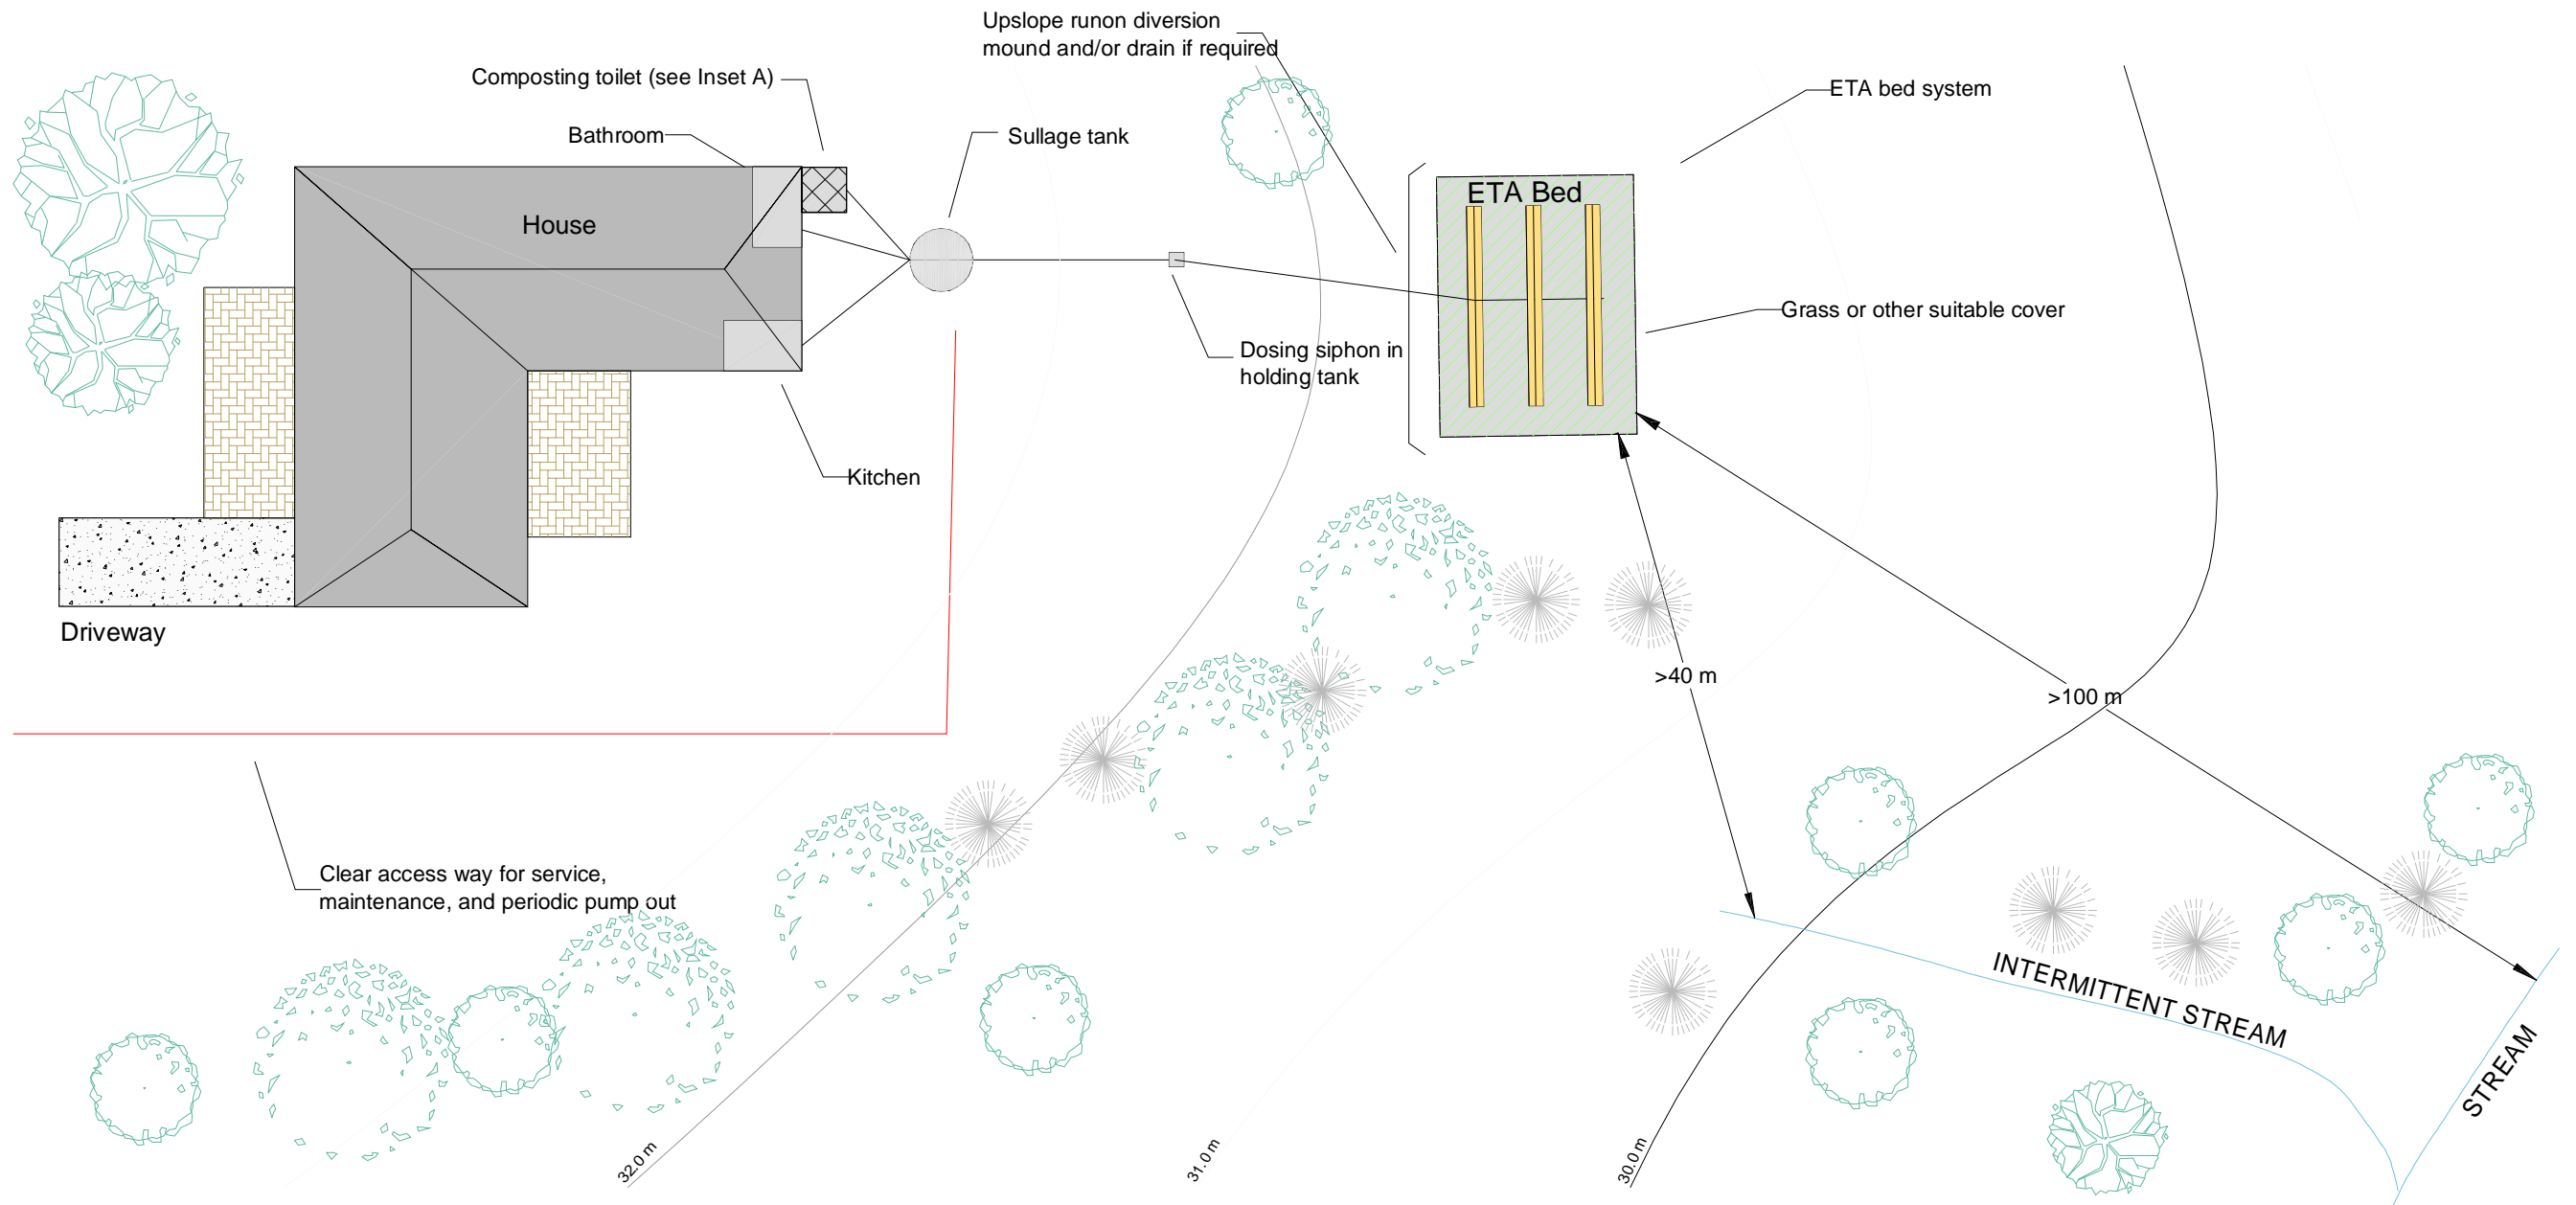 Upslope runon diversion
mound and/or drain if required
Composting toilet (see Inset A)
ETA bed system
Bathroom
Sullage tank
ETA Bed
House
Grass or other suitable cover
Dosing siphon in
holding tank
Kitchen
Driveway
>40 m
>100 m
Clear access way for service,
maintenance, and periodic pump out
INTERMITTENT STREAM
STREAM
32.0 m
31.0 m
30.0 m